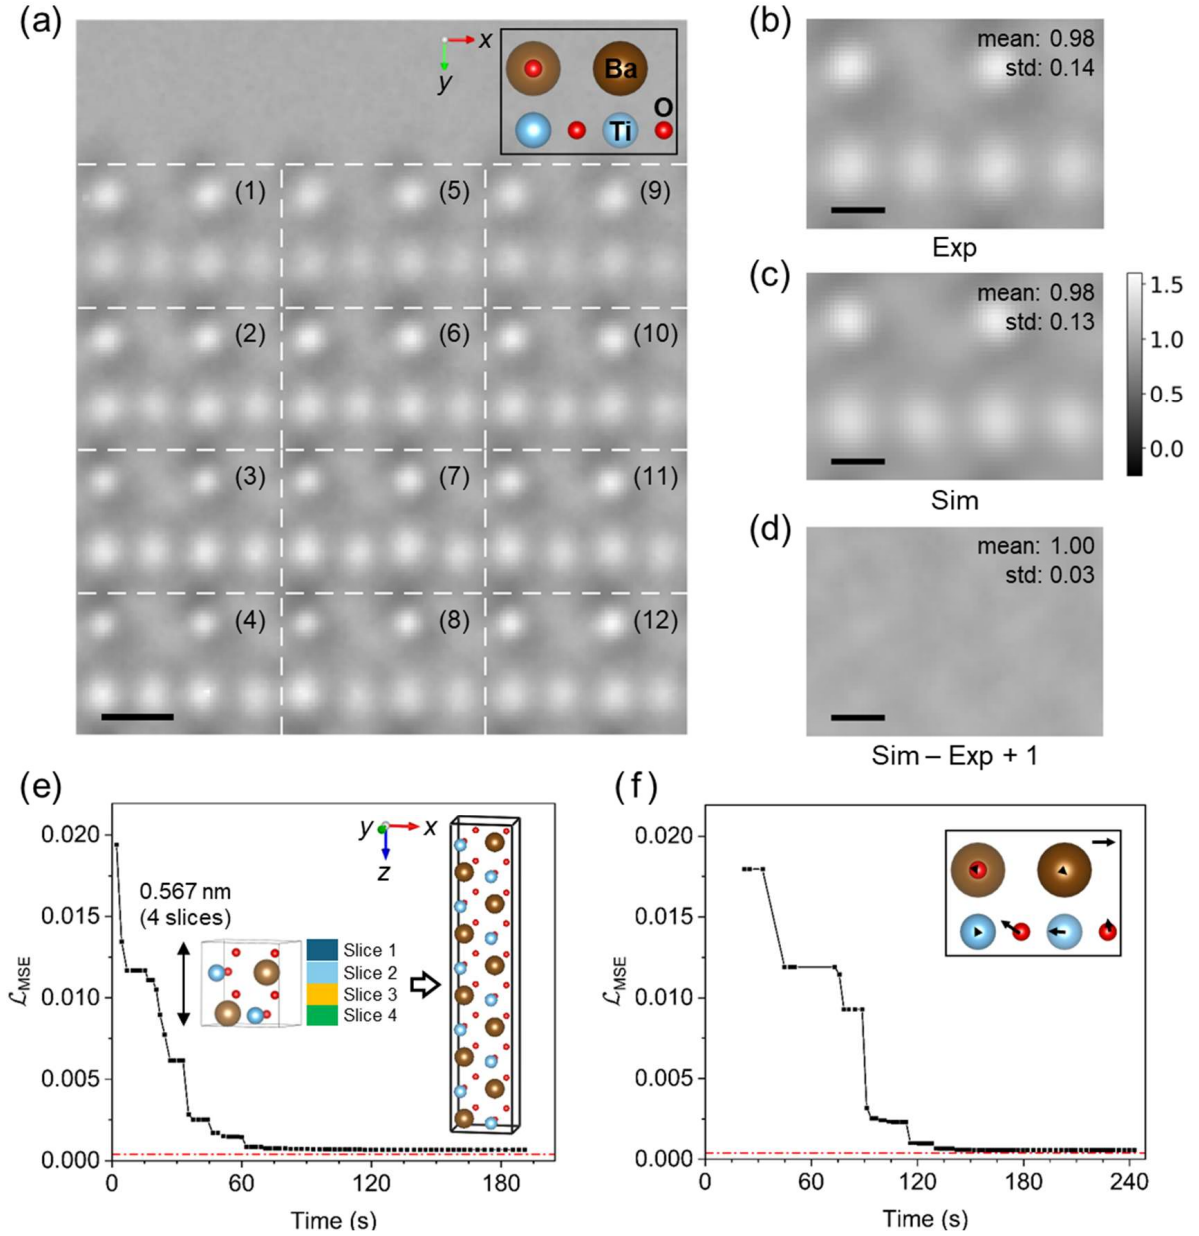 (a)
x
y
Ba
O
Ti
(1)
(5)
(9)
(2)
(6)
(10)
(3)
(7)
(11)
(4)
(8)
(12)
(b)
mean: 0.98
std: 0.14
Exp
(c)
mean: 0.98
std: 0.13
Sim
1.5
1.0
0.5
0.0
(d)
mean: 1.00
std: 0.03
Sim – Exp + 1
(e)
0.020
0.015
0.010
0.005
0.000
ℒMSE
0.567 nm
(4 slices)
Slice 1
Slice 2
Slice 3
Slice 4
y
x
z
0
60
120
180
Time (s)
(f)
0.020
0.015
0.010
0.005
0.000
ℒMSE
0
60
120
180
240
Time (s)